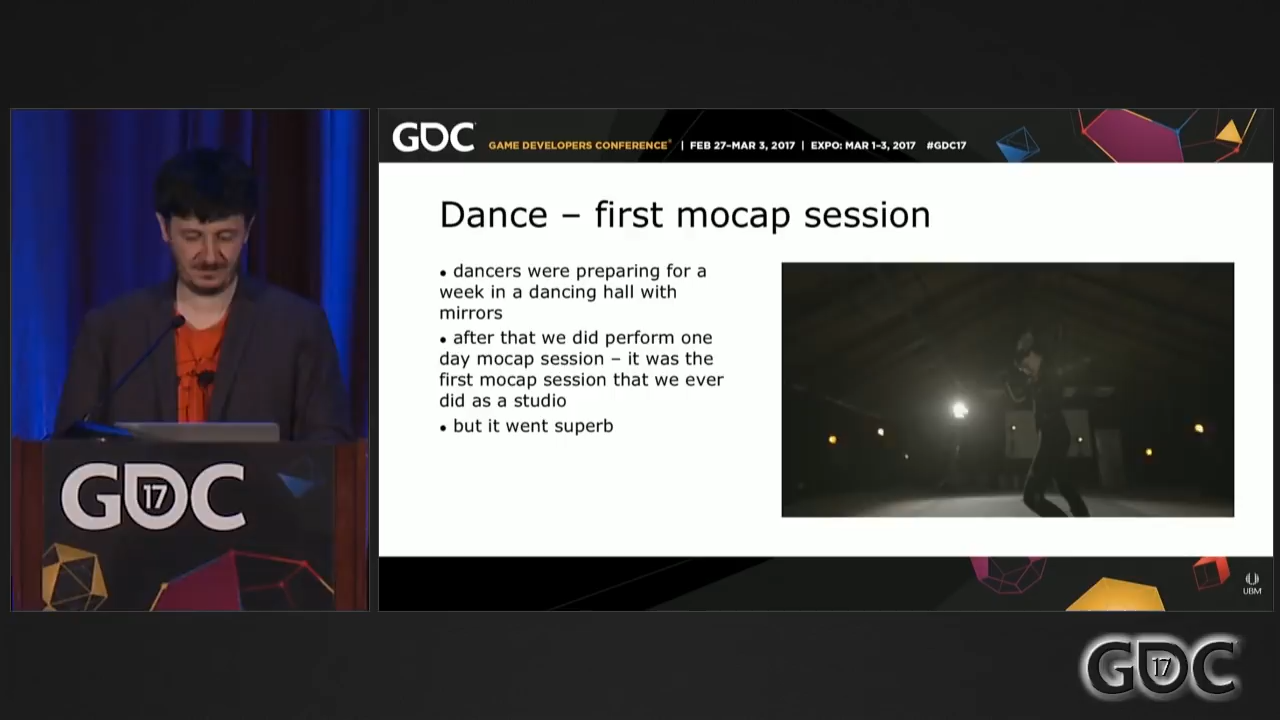 GDC
GAME DEVELOPERS CONFERENCE® | FEB 27–MAR 3, 2017 | EXPO: MAR 1–3, 2017 #GDC17
Dance – first mocap session
• dancers were preparing for a
week in a dancing hall with
mirrors
• after that we did perform one
day mocap session – it was the
first mocap session that we ever
did as a studio
• but it went superb
GDC
17
UBM
GDC
17